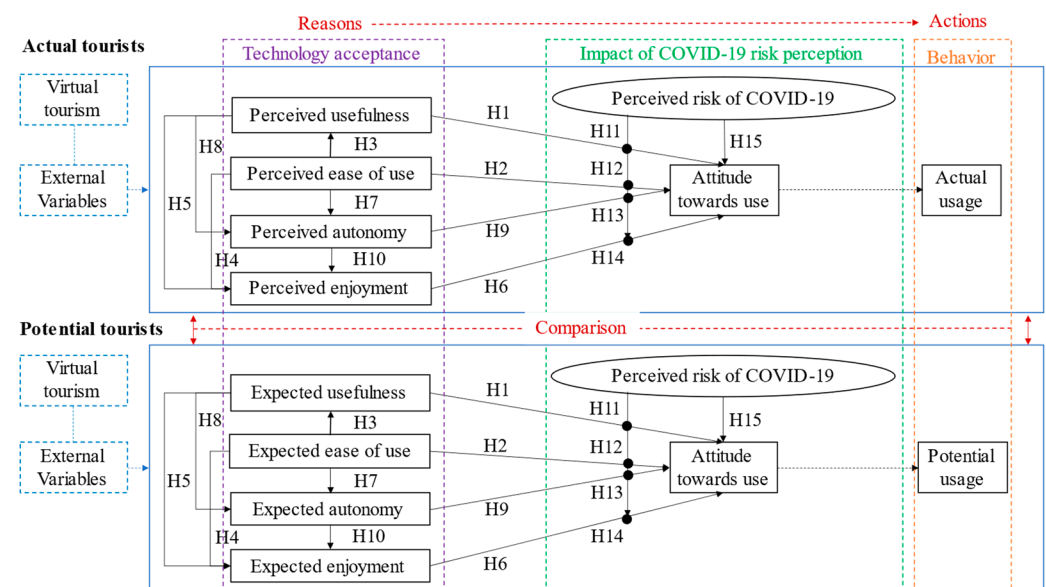 Reasons
Actions
Actual tourists
Technology acceptance
Impact of COVID-19 risk perception
Behavior
Virtual
tourism
External
Variables
Perceived usefulness
Perceived ease of use
Perceived autonomy
Perceived enjoyment
H8
H3
H5
H7
H4
H10
H1
H2
H9
H6
Perceived risk of COVID-19
H11
H15
H12
H13
H14
Attitude
towards use
Actual
usage
Potential tourists
Comparison
Virtual
tourism
External
Variables
Expected usefulness
Expected ease of use
Expected autonomy
Expected enjoyment
H8
H3
H5
H7
H4
H10
H1
H2
H9
H6
Perceived risk of COVID-19
H11
H15
H12
H13
H14
Attitude
towards use
Potential
usage